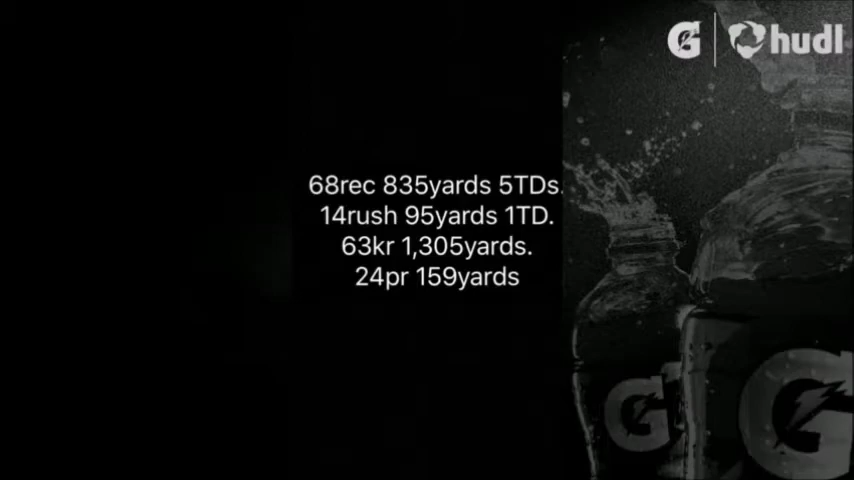 G hudl
68rec 835yards 5TDs.
14rush 95yards 1TD.
63kr 1,305yards.
24pr 159yards
G G